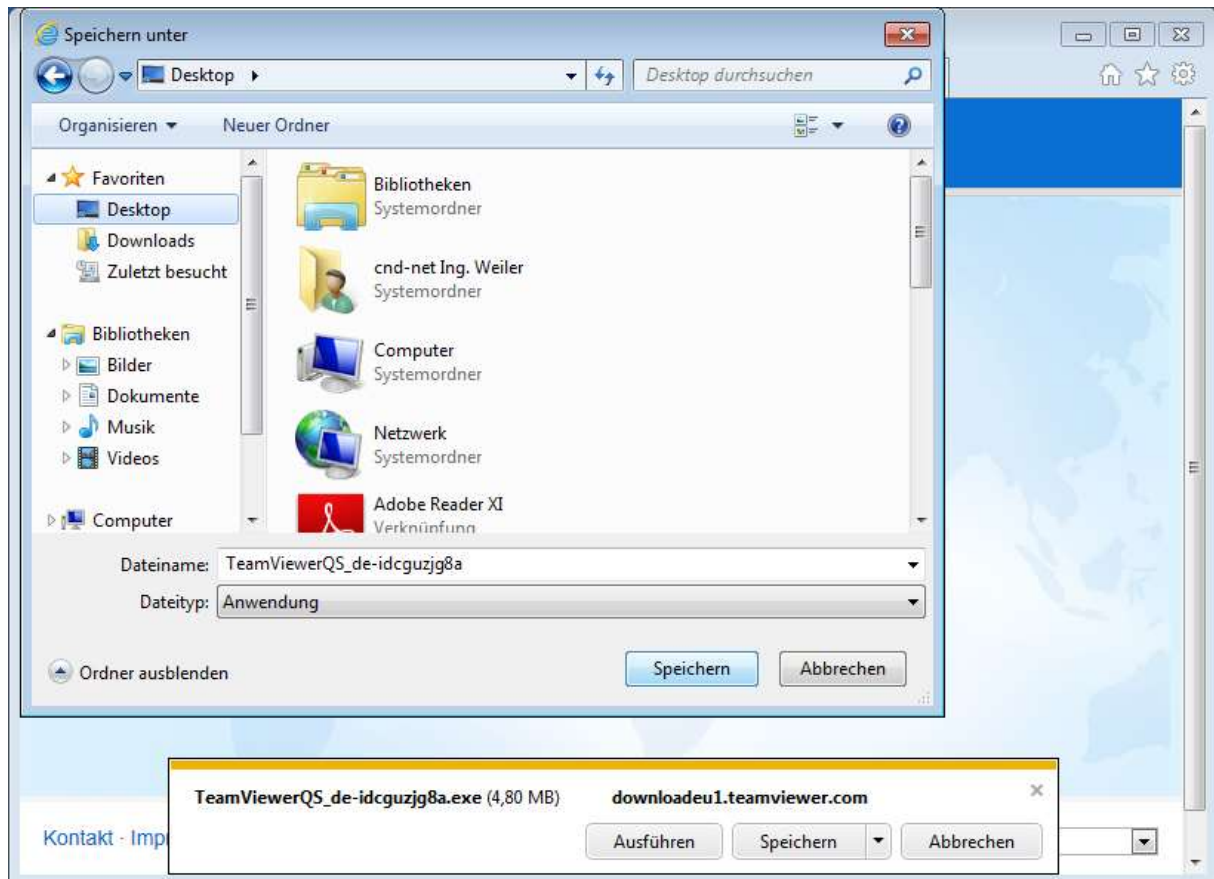 Speichern unter
Desktop
Desktop durchsuchen
Organisieren
Neuer Ordner
Favoriten
Desktop
Downloads
Zuletzt besucht
Bibliotheken
Bilder
Dokumente
Musik
Videos
Computer
Bibliotheken
Systemordner
cnd-net Ing. Weiler
Systemordner
Computer
Systemordner
Netzwerk
Systemordner
Adobe Reader XI
Verknüpfung
Dateiname: TeamViewerQS_de-idcguzjg8a
Dateityp: Anwendung
Ordner ausblenden
Speichern
Abbrechen
TeamViewerQS_de-idcguzjg8a.exe (4,80 MB) downloadeu1.teamviewer.com
Ausführen
Speichern
Abbrechen
Kontakt ·